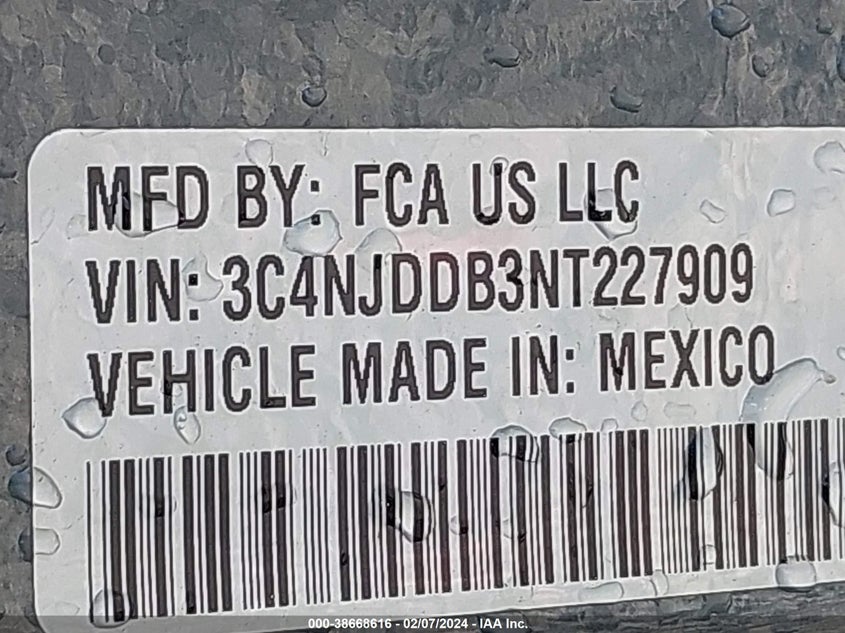 MFD BY: FCA US LLC
VIN: 3C4NJDDB3NT227909
VEHICLE MADE IN: MEXICO
000-38668616 - 02/07/2024 - IAA Inc.